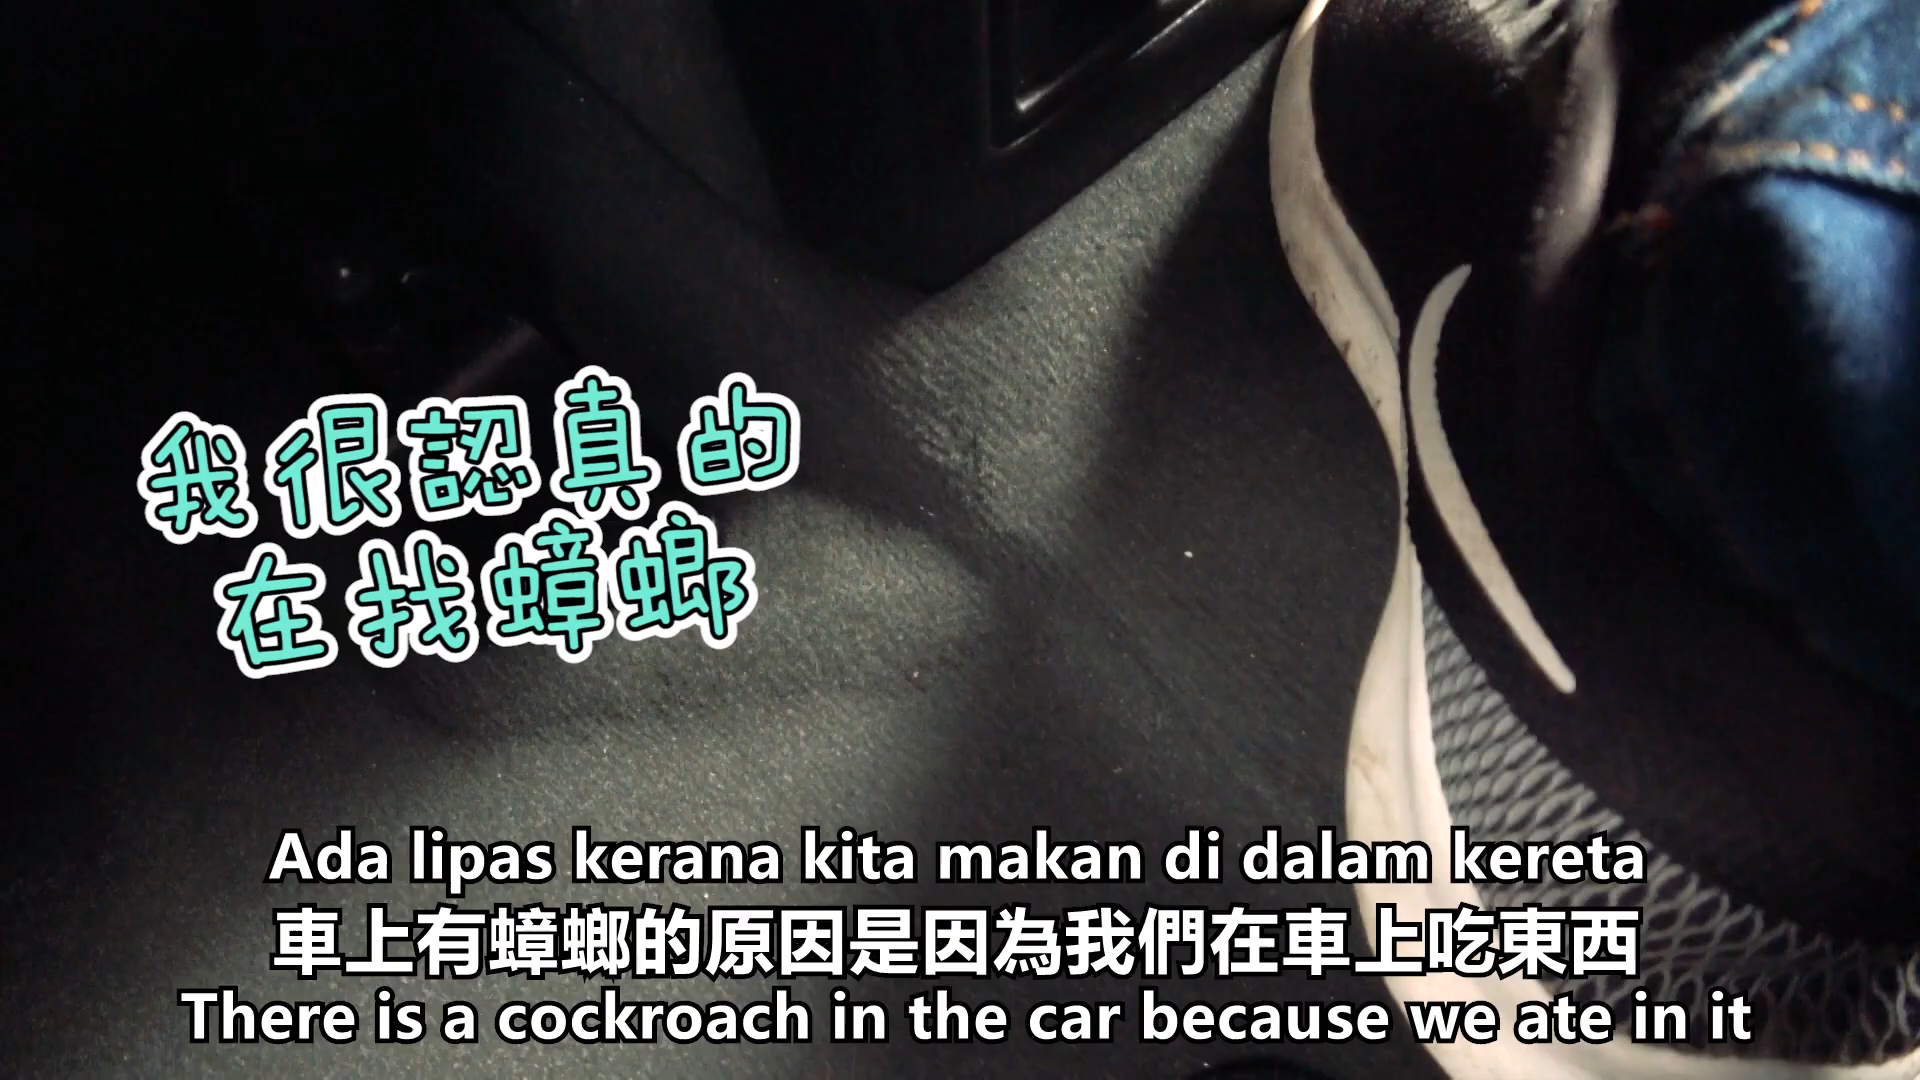 我很認真的
在找蟑螂
Ada lipas kerana kita makan di dalam kereta
車上有蟑螂的原因是因為我們在車上吃東西
There is a cockroach in the car because we ate in it